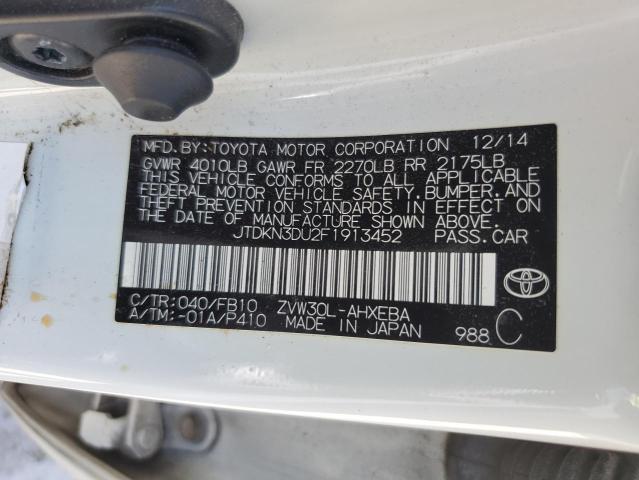 MFD.BY:TOYOTA MOTOR CORPORATION 12/14
GVWR 4010LB GAWR FR 2270LB RR 2175LB
THIS VEHICLE CONFORMS TO ALL APPLICABLE
FEDERAL MOTOR VEHICLE SAFETY, BUMPER, AND
THEFT PREVENTION STANDARDS IN EFFECT ON
THE DATE OF MANUFACTURE SHOWN ABOVE.
JTDKN3DU2F1913452 PASS.CAR
C/TR:040/FB10 ZVW30L-AHXEBA
A/TM:-01A/P410 MADE IN JAPAN
988 C